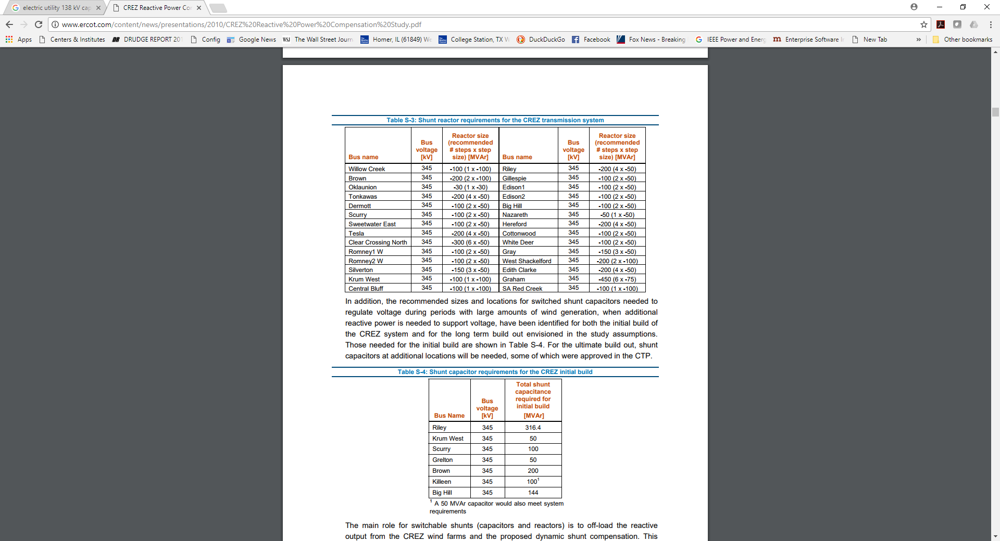 electric utility 138 kV cap
CREZ Reactive Power Co
www.ercot.com/content/news/presentations/2010/CREZ%20Reactive%20Power%20Compensation%20Study.pdf
Apps Centers & Institutes DR DRUDGE REPORT 20 Config Google News WSJ The Wall Street Journ Homer, IL (61849) We College Station, TX W DuckDuckGo Facebook Fox News - Breaking IEEE Power and Energ Enterprise Software I New Tab » Other bookmarks
Table S-3: Shunt reactor requirements for the CREZ transmission system
Bus name Bus voltage [kV] Reactor size (recommended # steps x step size) [MVAr] Bus name Bus voltage [kV] Reactor size (recommended # steps x step size) [MVAr]
Willow Creek 345 -100 (1 x -100) Riley 345 -200 (4 x -50)
Brown 345 -200 (2 x -100) Gillespie 345 -100 (2 x -50)
Oklaunion 345 -30 (1 x -30) Edison1 345 -100 (2 x -50)
Tonkawas 345 -200 (4 x -50) Edison2 345 -100 (2 x -50)
Dermott 345 -100 (2 x -50) Big Hill 345 -100 (2 x -50)
Scurry 345 -100 (2 x -50) Nazareth 345 -50 (1 x -50)
Sweetwater East 345 -100 (2 x -50) Hereford 345 -200 (4 x -50)
Tesla 345 -200 (4 x -50) Cottonwood 345 -100 (2 x -50)
Clear Crossing North 345 -300 (6 x -50) White Deer 345 -100 (2 x -50)
Romney1 W 345 -100 (2 x -50) Gray 345 -150 (3 x -50)
Romney2 W 345 -100 (2 x -50) West Shackelford 345 -200 (2 x -100)
Silverton 345 -150 (3 x -50) Edith Clarke 345 -200 (4 x -50)
Krum West 345 -100 (1 x -100) Graham 345 -450 (6 x -75)
Central Bluff 345 -100 (1 x -100) SA Red Creek 345 -100 (1 x -100)
In addition, the recommended sizes and locations for switched shunt capacitors needed to
regulate voltage during periods with large amounts of wind generation, when additional
reactive power is needed to support voltage, have been identified for both the initial build of
the CREZ system and for the long term build out envisioned in the study assumptions.
Those needed for the initial build are shown in Table S-4. For the ultimate build out, shunt
capacitors at additional locations will be needed, some of which were approved in the CTP.
Table S-4: Shunt capacitor requirements for the CREZ initial build
Bus Name Bus voltage [kV] Total shunt capacitance required for initial build [MVAr]
Riley 345 316.4
Krum West 345 50
Scurry 345 100
Grelton 345 50
Brown 345 200
Killeen 345 100¹
Big Hill 345 144
¹ A 50 MVAr capacitor would also meet system
requirements
The main role for switchable shunts (capacitors and reactors) is to off-load the reactive
output from the CREZ wind farms and the proposed dynamic shunt compensation. This